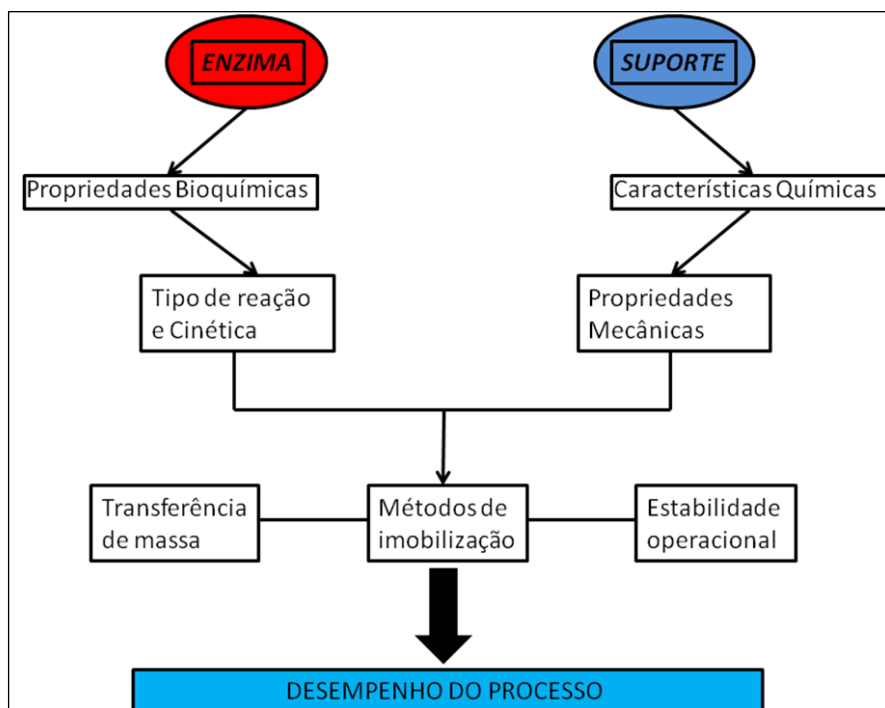 ENZIMA
SUPORTE
Propriedades Bioquímicas
Características Químicas
Tipo de reação
e Cinética
Propriedades
Mecânicas
Transferência
de massa
Métodos de
imobilização
Estabilidade
operacional
DESEMPENHO DO PROCESSO